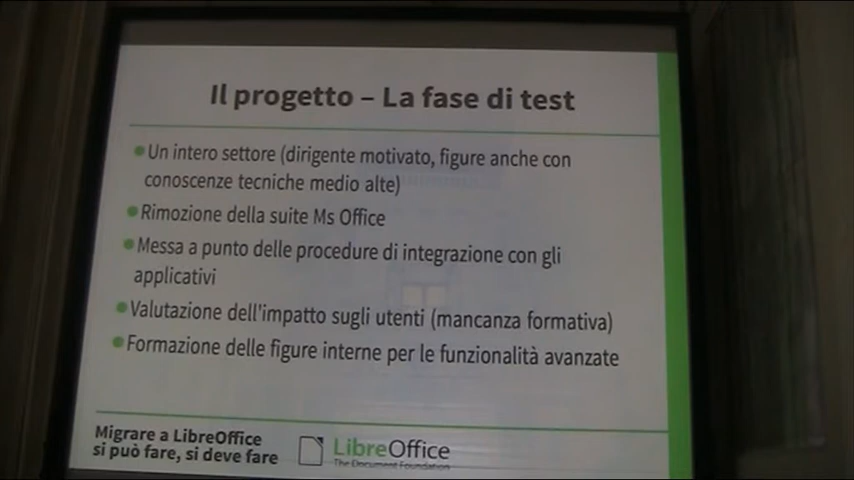 Il progetto – La fase di test
Un intero settore (dirigente motivato, figure anche con
conoscenze tecniche medio alte)
Rimozione della suite Ms Office
Messa a punto delle procedure di integrazione con gli
applicativi
Valutazione dell'impatto sugli utenti (mancanza formativa)
Formazione delle figure interne per le funzionalità avanzate
Migrare a LibreOffice
si può fare, si deve fare
LibreOffice
The Document Foundation